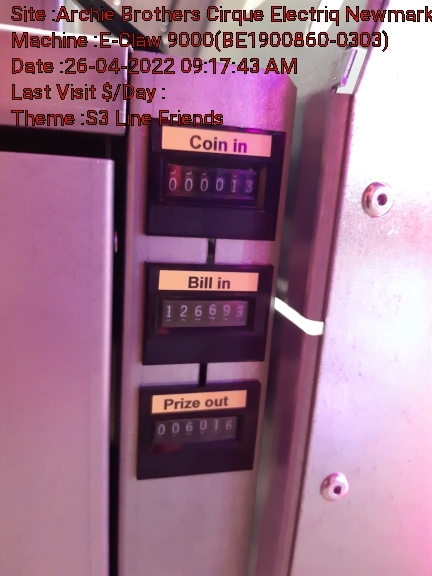 Site :Archie Brothers Cirque Electriq Newmark
Machine :E-Claw 9000(BE1900860-0303)
Date :26-04-2022 09:17:43 AM
Last Visit $/Day :
Theme :S3 Line Friends
Coin in
000013
Bill in
126693
Prize out
006016